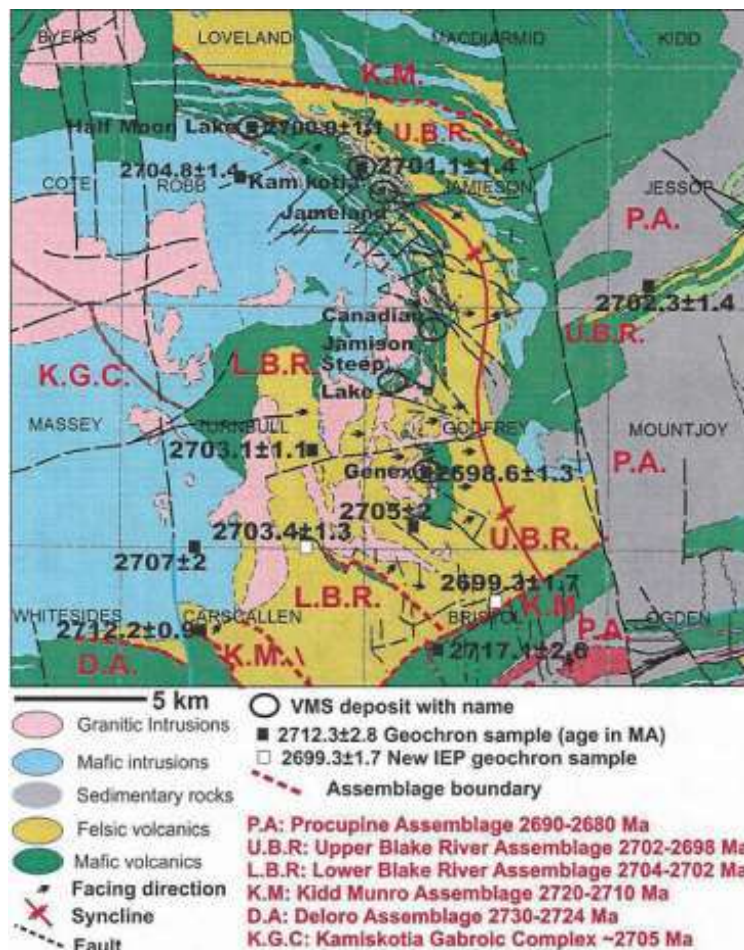 BYERS LOVELAND MACDIARMID KIDD
K.M.
Half Moon Lake 2700.0±1.1 U.B.R.
2704.8±1.4 2701.1±1.4
COTE ROBB Kam kotia JAMIESON JESSOP
Jameland P.A.
2702.3±1.4
Canadian U.B.R.
Jamison
L.B.R. Steep
K.G.C. Lake
MASSEY TURNBULL GODFREY MOUNTJOY
2703.1±1.1 P.A.
Genex 2698.6±1.3
2705±2
2703.4±1.3 U.B.R.
2707±2
L.B.R. 2699.3±1.7
WHITESIDES CARSCALLEN BRISTOL K.M. OGDEN
2712.2±0.9 P.A.
D.A. K.M. 2717.1±2.6
5 km
VMS deposit with name
Granitic Intrusions
2712.3±2.8 Geochron sample (age in MA)
Mafic intrusions
2699.3±1.7 New IEP geochron sample
Sedimentary rocks
Assemblage boundary
Felsic volcanics
Mafic volcanics
Facing direction
Syncline
Fault
P.A: Procupine Assemblage 2690-2680 Ma
U.B.R: Upper Blake River Assemblage 2702-2698 Ma
L.B.R: Lower Blake River Assemblage 2704-2702 Ma
K.M: Kidd Munro Assemblage 2720-2710 Ma
D.A: Deloro Assemblage 2730-2724 Ma
K.G.C: Kamiskotia Gabroic Complex ~2705 Ma